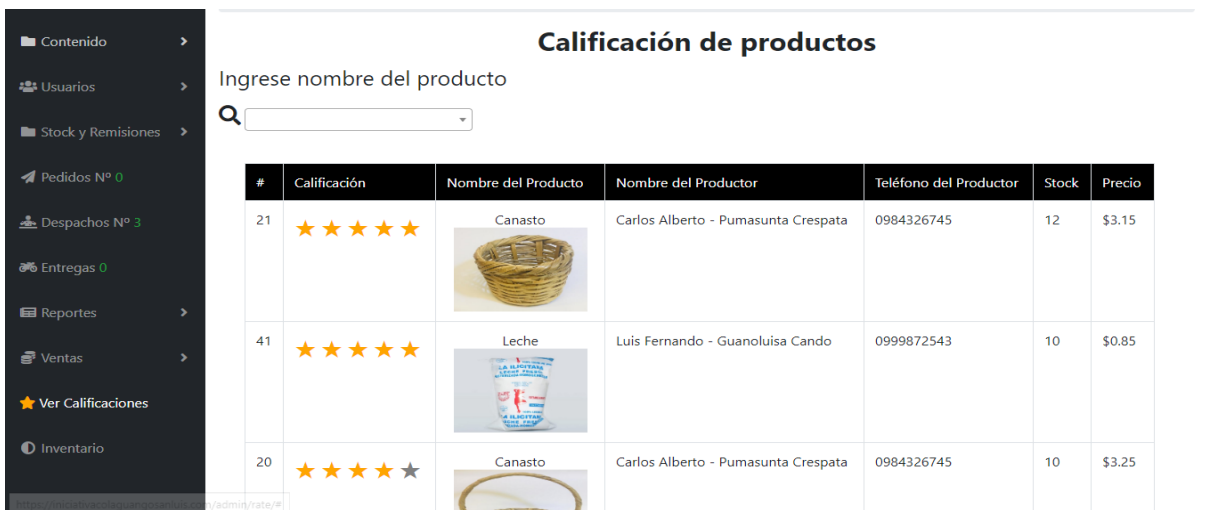 Contenido
Usuarios
Stock y Remisiones
Pedidos Nº 0
Despachos Nº 3
Entregas 0
Reportes
Ventas
Ver Calificaciones
Inventario
Calificación de productos
Ingrese nombre del producto
# Calificación Nombre del Producto Nombre del Productor Teléfono del Productor Stock Precio
21 Canasto Carlos Alberto - Pumasunta Crespata 0984326745 12 $3.15
41 Leche Luis Fernando - Guanoluisa Cando 0999872543 10 $0.85
20 Canasto Carlos Alberto - Pumasunta Crespata 0984326745 10 $3.25